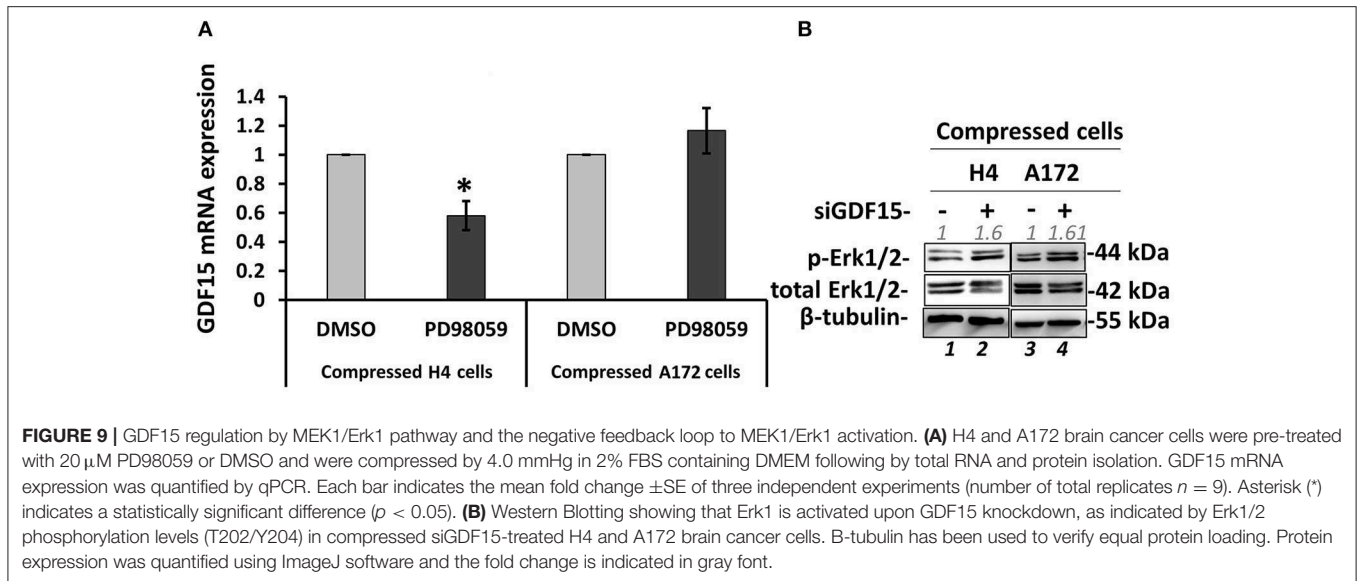 A
GDF15 mRNA expression
1.4
1.2
1
0.8
0.6
0.4
0.2
0
*
DMSO PD98059 DMSO PD98059
Compressed H4 cells Compressed A172 cells
B
Compressed cells
H4 A172
siGDF15- - + - +
1 1.6 1 1.61
p-Erk1/2- -44 kDa
total Erk1/2- -42 kDa
β-tubulin- -55 kDa
1 2 3 4
FIGURE 9 | GDF15 regulation by MEK1/Erk1 pathway and the negative feedback loop to MEK1/Erk1 activation. (A) H4 and A172 brain cancer cells were pre-treated
with 20 μM PD98059 or DMSO and were compressed by 4.0 mmHg in 2% FBS containing DMEM following by total RNA and protein isolation. GDF15 mRNA
expression was quantified by qPCR. Each bar indicates the mean fold change ±SE of three independent experiments (number of total replicates n = 9). Asterisk (*)
indicates a statistically significant difference (p < 0.05). (B) Western Blotting showing that Erk1 is activated upon GDF15 knockdown, as indicated by Erk1/2
phosphorylation levels (T202/Y204) in compressed siGDF15-treated H4 and A172 brain cancer cells. B-tubulin has been used to verify equal protein loading. Protein
expression was quantified using ImageJ software and the fold change is indicated in gray font.